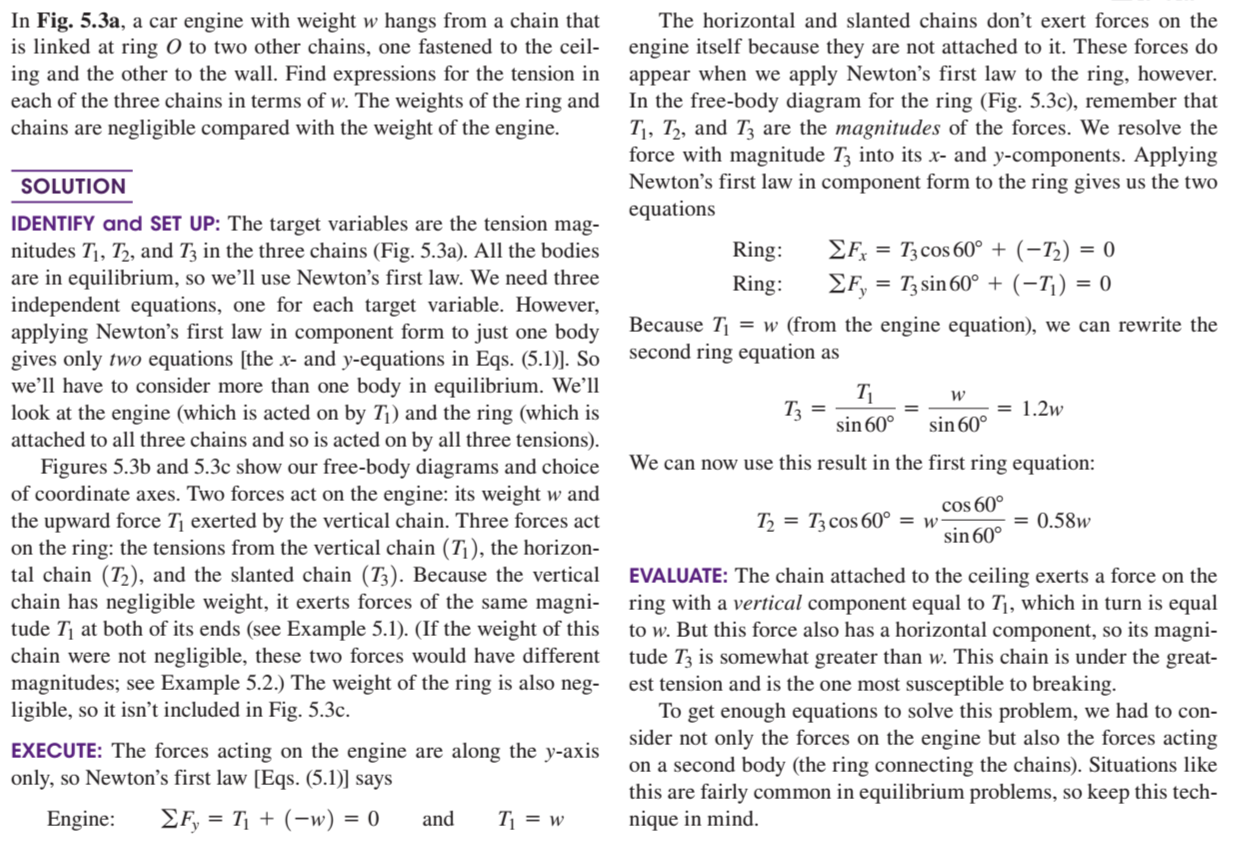 In Fig. 5.3a, a car engine with weight w hangs from a chain that
is linked at ring O to two other chains, one fastened to the ceil-
ing and the other to the wall. Find expressions for the tension in
each of the three chains in terms of w. The weights of the ring and
chains are negligible compared with the weight of the engine.
SOLUTION
IDENTIFY and SET UP: The target variables are the tension mag-
nitudes T₁, T₂, and T₃ in the three chains (Fig. 5.3a). All the bodies
are in equilibrium, so we’ll use Newton’s first law. We need three
independent equations, one for each target variable. However,
applying Newton’s first law in component form to just one body
gives only two equations [the x- and y-equations in Eqs. (5.1)]. So
we’ll have to consider more than one body in equilibrium. We’ll
look at the engine (which is acted on by T₁) and the ring (which is
attached to all three chains and so is acted on by all three tensions).
Figures 5.3b and 5.3c show our free-body diagrams and choice
of coordinate axes. Two forces act on the engine: its weight w and
the upward force T₁ exerted by the vertical chain. Three forces act
on the ring: the tensions from the vertical chain (T₁), the horizon-
tal chain (T₂), and the slanted chain (T₃). Because the vertical
chain has negligible weight, it exerts forces of the same magni-
tude T₁ at both of its ends (see Example 5.1). (If the weight of this
chain were not negligible, these two forces would have different
magnitudes; see Example 5.2.) The weight of the ring is also neg-
ligible, so it isn’t included in Fig. 5.3c.
EXECUTE: The forces acting on the engine are along the y-axis
only, so Newton’s first law [Eqs. (5.1)] says
Engine: ΣFy = T₁ + (−w) = 0 and T₁ = w
The horizontal and slanted chains don’t exert forces on the
engine itself because they are not attached to it. These forces do
appear when we apply Newton’s first law to the ring, however.
In the free-body diagram for the ring (Fig. 5.3c), remember that
T₁, T₂, and T₃ are the magnitudes of the forces. We resolve the
force with magnitude T₃ into its x- and y-components. Applying
Newton’s first law in component form to the ring gives us the two
equations
Ring: ΣFx = T₃ cos 60° + (−T₂) = 0
Ring: ΣFy = T₃ sin 60° + (−T₁) = 0
Because T₁ = w (from the engine equation), we can rewrite the
second ring equation as
T₃ = T₁ / sin 60° = w / sin 60° = 1.2w
We can now use this result in the first ring equation:
T₂ = T₃ cos 60° = w cos 60° / sin 60° = 0.58w
EVALUATE: The chain attached to the ceiling exerts a force on the
ring with a vertical component equal to T₁, which in turn is equal
to w. But this force also has a horizontal component, so its magni-
tude T₃ is somewhat greater than w. This chain is under the great-
est tension and is the one most susceptible to breaking.
To get enough equations to solve this problem, we had to con-
sider not only the forces on the engine but also the forces acting
on a second body (the ring connecting the chains). Situations like
this are fairly common in equilibrium problems, so keep this tech-
nique in mind.